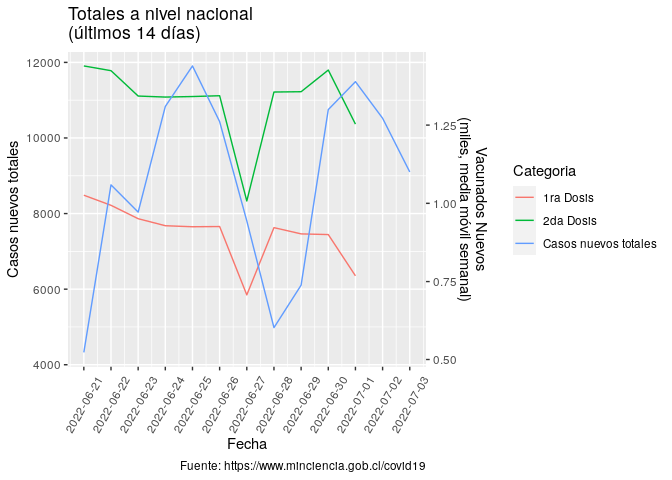 Totales a nivel nacional
(últimos 14 días)
Casos nuevos totales
12000
10000
8000
6000
4000
1.25
1.00
0.75
0.50
Vacunados Nuevos
(miles, media móvil semanal)
2022-06-21
2022-06-22
2022-06-23
2022-06-24
2022-06-25
2022-06-26
2022-06-27
2022-06-28
2022-06-29
2022-06-30
2022-07-01
2022-07-02
2022-07-03
Fecha
Categoria
1ra Dosis
2da Dosis
Casos nuevos totales
Fuente: https://www.minciencia.gob.cl/covid19